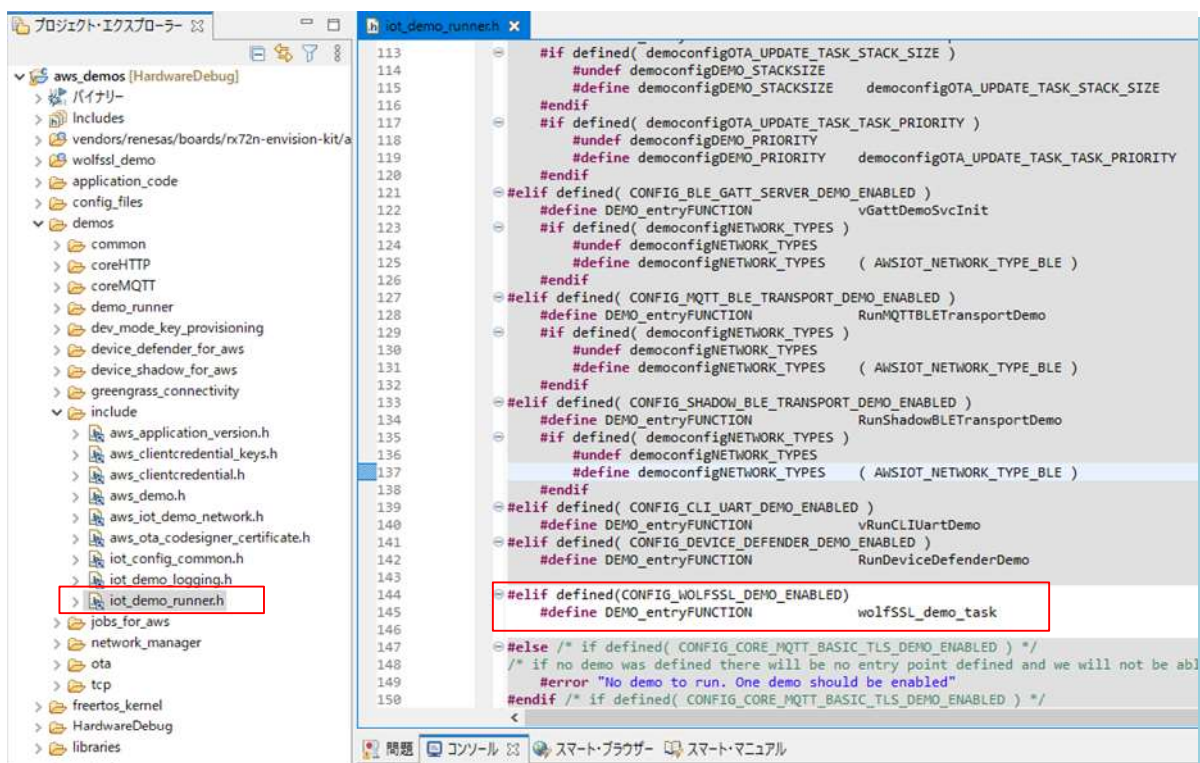 プロジェクト・エクスプローラー
aws_demos [HardwareDebug]
バイナリー
Includes
vendors/renesas/boards/rx72n-envision-kit/a
wolfssl_demo
application_code
config_files
demos
common
coreHTTP
coreMQTT
demo_runner
dev_mode_key_provisioning
device_defender_for_aws
device_shadow_for_aws
greengrass_connectivity
include
aws_application_version.h
aws_clientcredential_keys.h
aws_clientcredential.h
aws_demo.h
aws_iot_demo_network.h
aws_ota_codesigner_certificate.h
iot_config_common.h
iot_demo_logging.h
iot_demo_runner.h
jobs_for_aws
network_manager
ota
tcp
freertos_kernel
HardwareDebug
libraries
iot_demo_runner.h
113 #if defined( democonfigOTA_UPDATE_TASK_STACK_SIZE )
114 #undef democonfigDEMO_STACKSIZE
115 #define democonfigDEMO_STACKSIZE democonfigOTA_UPDATE_TASK_STACK_SIZE
116 #endif
117 #if defined( democonfigOTA_UPDATE_TASK_TASK_PRIORITY )
118 #undef democonfigDEMO_PRIORITY
119 #define democonfigDEMO_PRIORITY democonfigOTA_UPDATE_TASK_TASK_PRIORITY
120 #endif
121 #elif defined( CONFIG_BLE_GATT_SERVER_DEMO_ENABLED )
122 #define DEMO_entryFUNCTION vGattDemoSvcInit
123 #if defined( democonfigNETWORK_TYPES )
124 #undef democonfigNETWORK_TYPES
125 #define democonfigNETWORK_TYPES ( AWSIOT_NETWORK_TYPE_BLE )
126 #endif
127 #elif defined( CONFIG_MQTT_BLE_TRANSPORT_DEMO_ENABLED )
128 #define DEMO_entryFUNCTION RunMQTTBLETransportDemo
129 #if defined( democonfigNETWORK_TYPES )
130 #undef democonfigNETWORK_TYPES
131 #define democonfigNETWORK_TYPES ( AWSIOT_NETWORK_TYPE_BLE )
132 #endif
133 #elif defined( CONFIG_SHADOW_BLE_TRANSPORT_DEMO_ENABLED )
134 #define DEMO_entryFUNCTION RunShadowBLETransportDemo
135 #if defined( democonfigNETWORK_TYPES )
136 #undef democonfigNETWORK_TYPES
137 #define democonfigNETWORK_TYPES ( AWSIOT_NETWORK_TYPE_BLE )
138 #endif
139 #elif defined( CONFIG_CLI_UART_DEMO_ENABLED )
140 #define DEMO_entryFUNCTION vRunCLIUartDemo
141 #elif defined( CONFIG_DEVICE_DEFENDER_DEMO_ENABLED )
142 #define DEMO_entryFUNCTION RunDeviceDefenderDemo
143
144 #elif defined(CONFIG_WOLFSSL_DEMO_ENABLED)
145 #define DEMO_entryFUNCTION wolfSSL_demo_task
146
147 #else /* if defined( CONFIG_CORE_MQTT_BASIC_TLS_DEMO_ENABLED ) */
148 /* if no demo was defined there will be no entry point defined and we will not be abl
149 #error "No demo to run. One demo should be enabled"
150 #endif /* if defined( CONFIG_CORE_MQTT_BASIC_TLS_DEMO_ENABLED ) */
問題 コンソール スマート・ブラウザー スマート・マニュアル